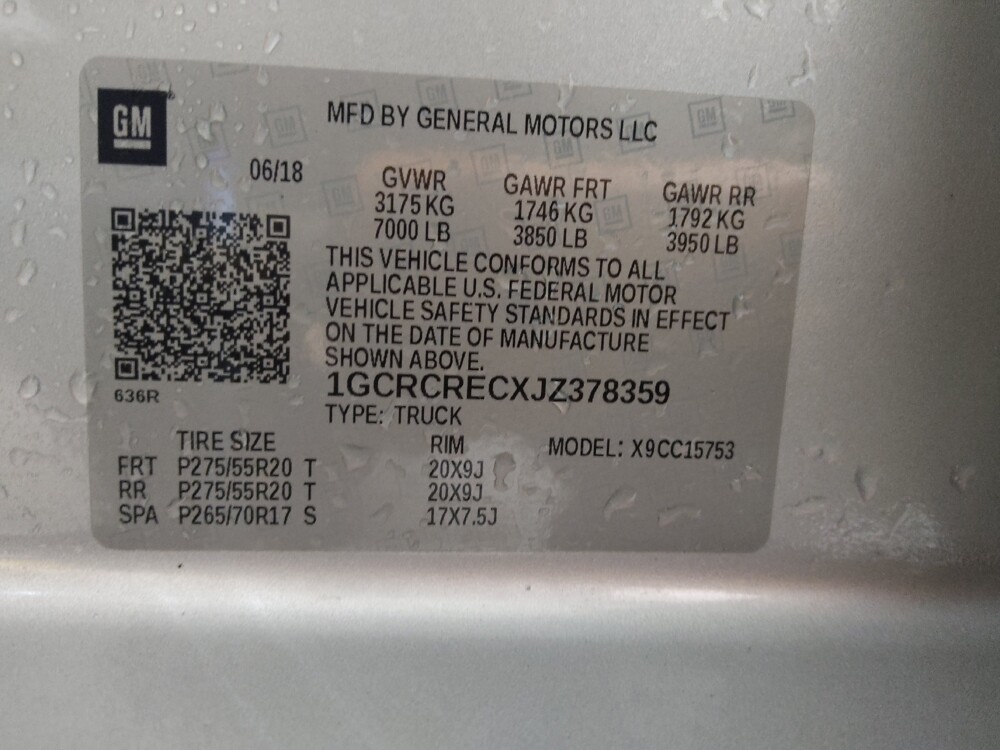 GM
MFD BY GENERAL MOTORS LLC
06/18
GVWR GAWR FRT GAWR RR
3175 KG 1746 KG 1792 KG
7000 LB 3850 LB 3950 LB
THIS VEHICLE CONFORMS TO ALL
APPLICABLE U.S. FEDERAL MOTOR
VEHICLE SAFETY STANDARDS IN EFFECT
ON THE DATE OF MANUFACTURE
SHOWN ABOVE.
1GCRCRECXJZ378359
636R
TYPE: TRUCK
TIRE SIZE RIM MODEL: X9CC15753
FRT P275/55R20 T 20X9J
RR P275/55R20 T 20X9J
SPA P265/70R17 S 17X7.5J